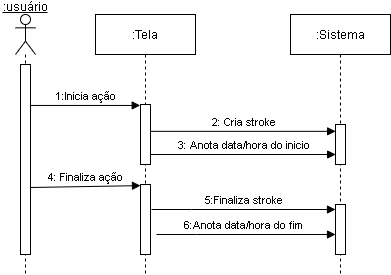 :usuário
:Tela
:Sistema
1:Inicia ação
2: Cria stroke
3: Anota data/hora do inicio
4: Finaliza ação
5:Finaliza stroke
6:Anota data/hora do fim